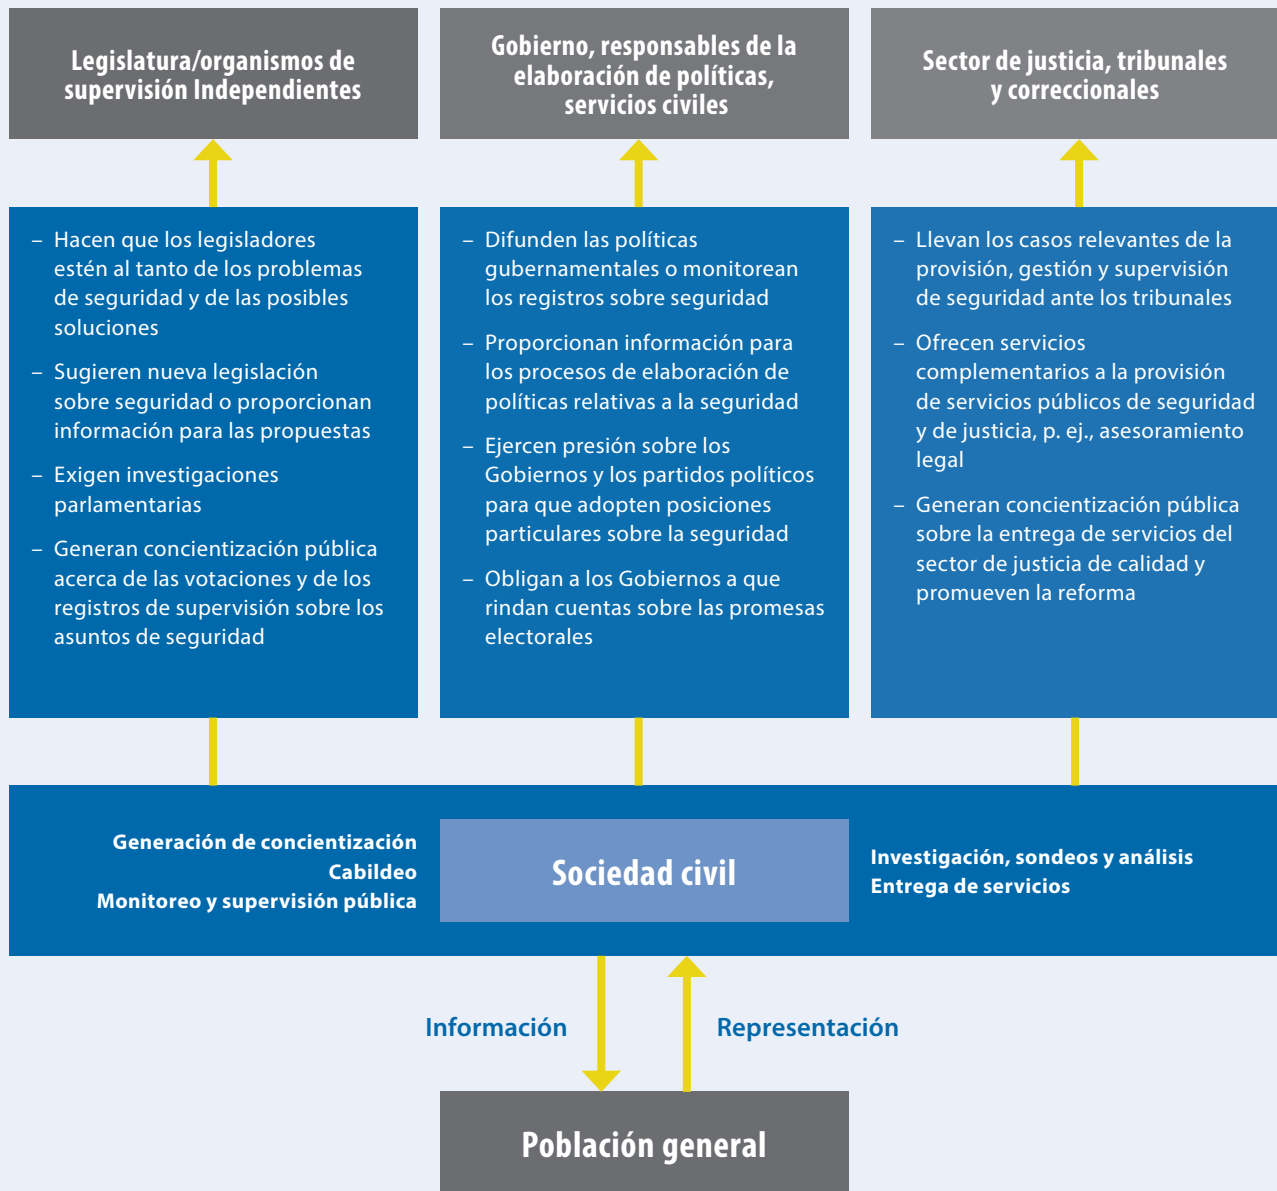 Legislatura/organismos de
supervisión Independientes
Gobierno, responsables de la
elaboración de políticas,
servicios civiles
Sector de justicia, tribunales
y correccionales
– Hacen que los legisladores
estén al tanto de los problemas
de seguridad y de las posibles
soluciones
– Sugieren nueva legislación
sobre seguridad o proporcionan
información para las propuestas
– Exigen investigaciones
parlamentarias
– Generan concientización pública
acerca de las votaciones y de los
registros de supervisión sobre los
asuntos de seguridad
– Difunden las políticas
gubernamentales o monitorean
los registros sobre seguridad
– Proporcionan información para
los procesos de elaboración de
políticas relativas a la seguridad
– Ejercen presión sobre los
Gobiernos y los partidos políticos
para que adopten posiciones
particulares sobre la seguridad
– Obligan a los Gobiernos a que
rindan cuentas sobre las promesas
electorales
– Llevan los casos relevantes de la
provisión, gestión y supervisión
de seguridad ante los tribunales
– Ofrecen servicios
complementarios a la provisión
de servicios públicos de seguridad
y de justicia, p. ej., asesoramiento
legal
– Generan concientización pública
sobre la entrega de servicios del
sector de justicia de calidad y
promueven la reforma
Generación de concientización
Cabildeo
Monitoreo y supervisión pública
Sociedad civil
Investigación, sondeos y análisis
Entrega de servicios
Información
Representación
Población general